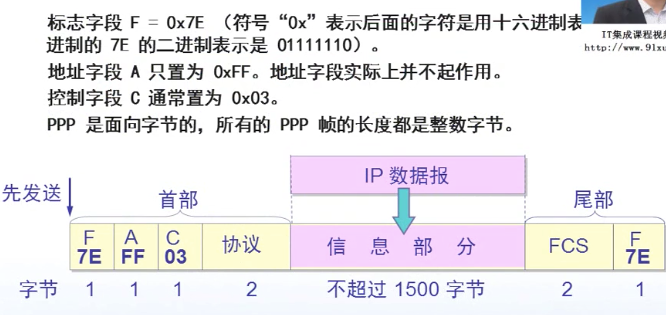 标志字段 F = 0x7E （符号“0x”表示后面的字符是用十六进制表
进制的 7E 的二进制表示是 01111110）。
地址字段 A 只置为 0xFF。地址字段实际上并不起作用。
控制字段 C 通常置为 0x03。
PPP 是面向字节的，所有的 PPP 帧的长度都是整数字节。
IT集成课程视频
http://www.91xu
IP 数据报
先发送
首部
尾部
F A C 协议 信息部分 FCS F
7E FF 03 7E
字节 1 1 1 2 不超过 1500 字节 2 1